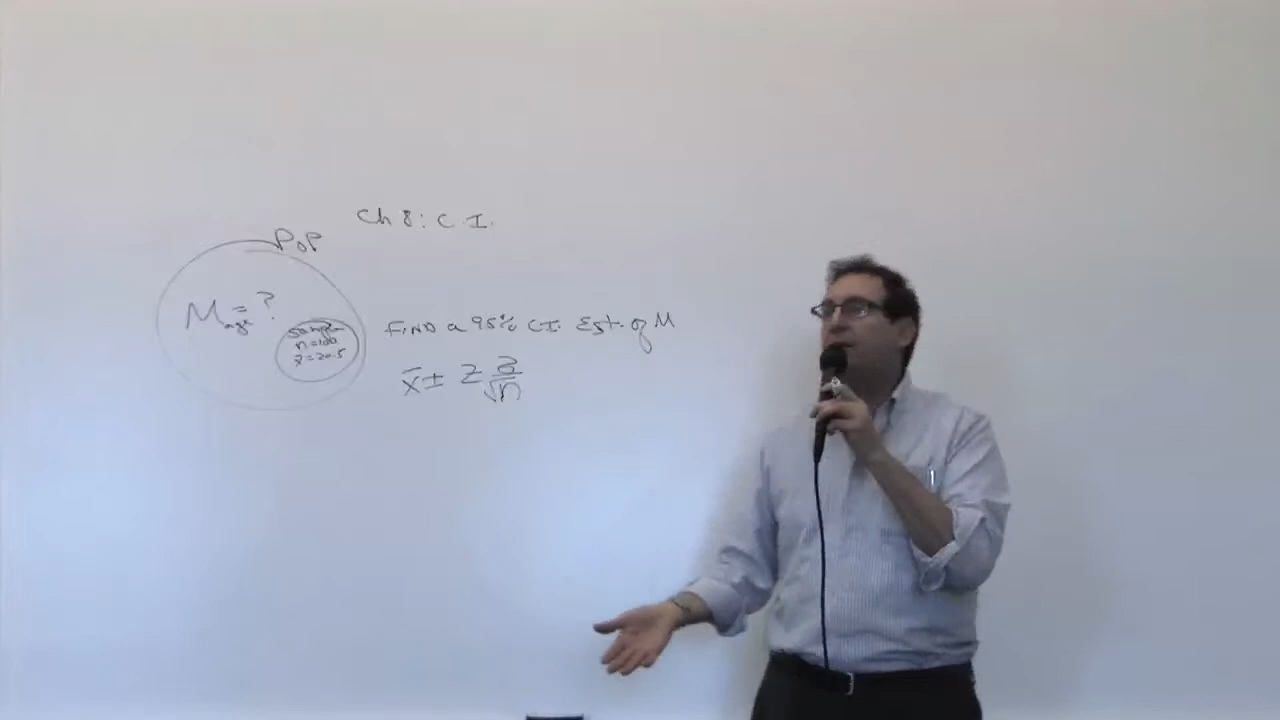 Ch 8: C.I.
POP
M age = ?
Sample
n=100
x̄=20.5
FIND a 95% C.I. Est. of M
x̄ ± Z σ/√n